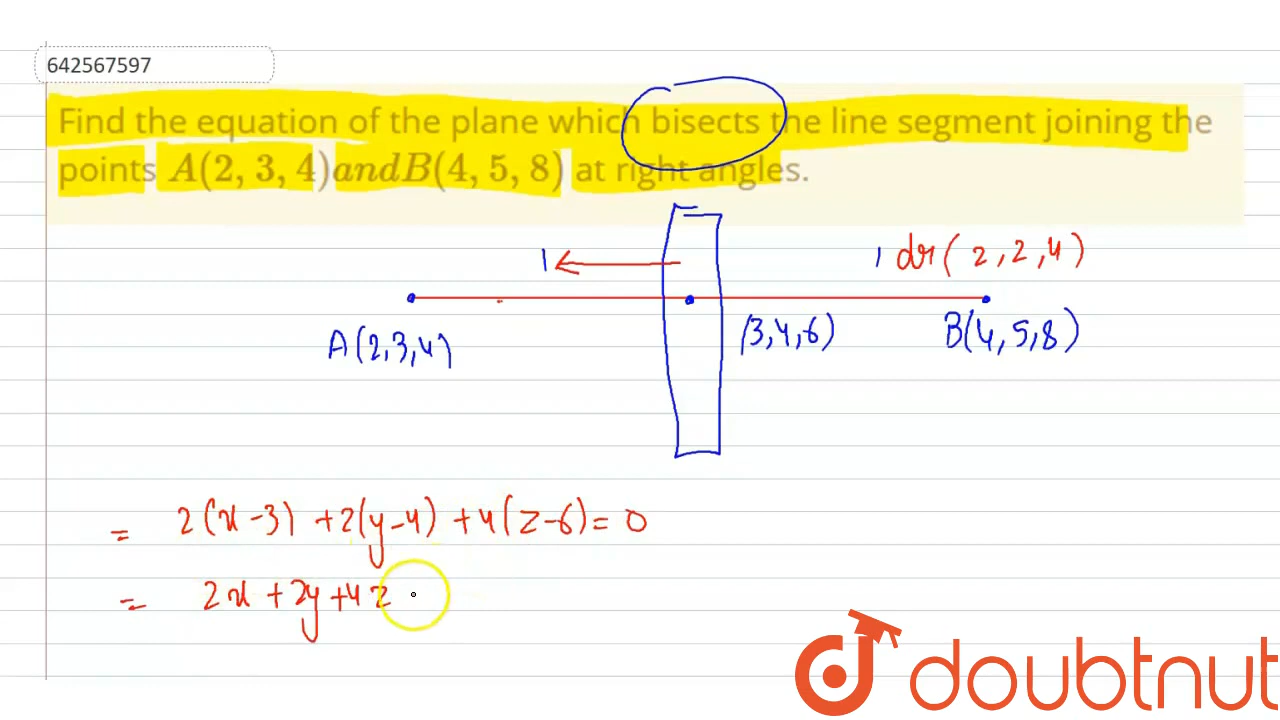 642567597
Find the equation of the plane which bisects the line segment joining the
points A(2, 3, 4)andB(4, 5, 8) at right angles.
dr( 2, 2, 4)
A(2,3,4)
(3,4,6)
B(4, 5,8)
= 2(x-3) +2(y-4) +4(z-6)= 0
= 2x +2y +4z
doubtnut